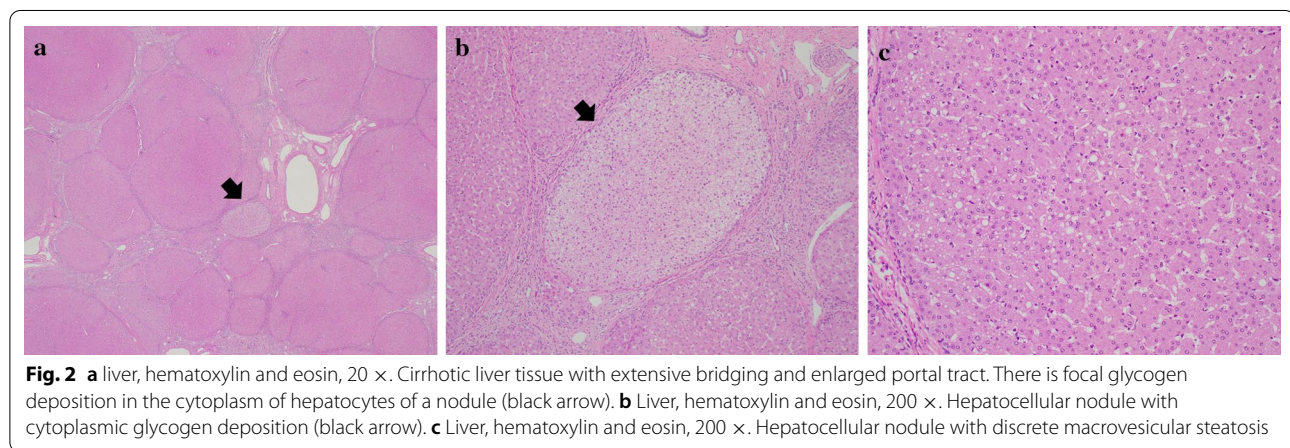 a
b
c
Fig. 2 a liver, hematoxylin and eosin, 20 ×. Cirrhotic liver tissue with extensive bridging and enlarged portal tract. There is focal glycogen
deposition in the cytoplasm of hepatocytes of a nodule (black arrow). b Liver, hematoxylin and eosin, 200 ×. Hepatocellular nodule with
cytoplasmic glycogen deposition (black arrow). c Liver, hematoxylin and eosin, 200 ×. Hepatocellular nodule with discrete macrovesicular steatosis